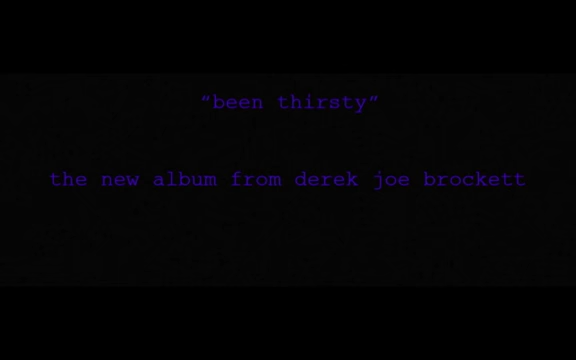 "been thirsty"
the new album from derek joe brockett